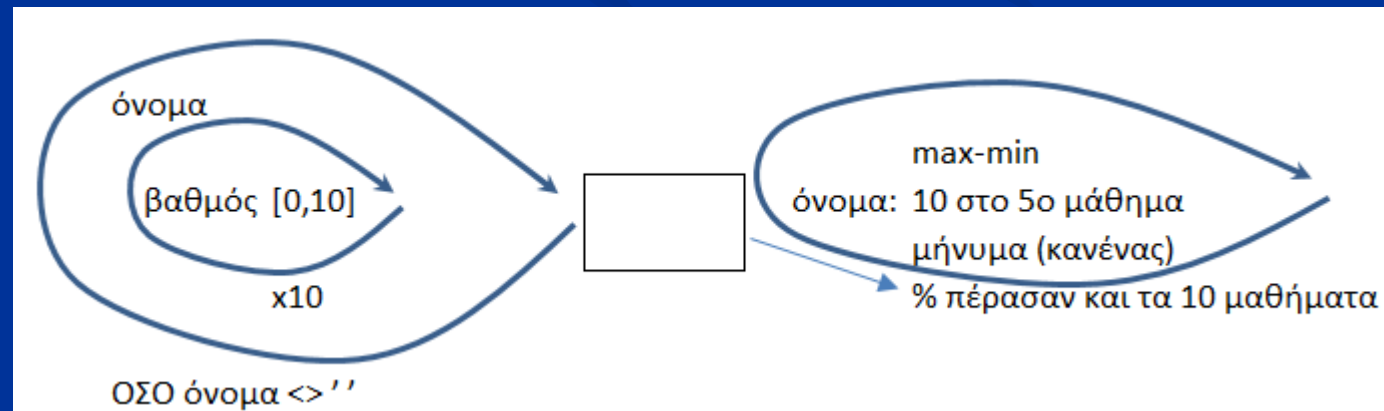 όνομα
βαθμός [0,10]
x10
ΟΣΟ όνομα <> ’ ’
max-min
όνομα: 10 στο 5ο μάθημα
μήνυμα (κανένας)
% πέρασαν και τα 10 μαθήματα